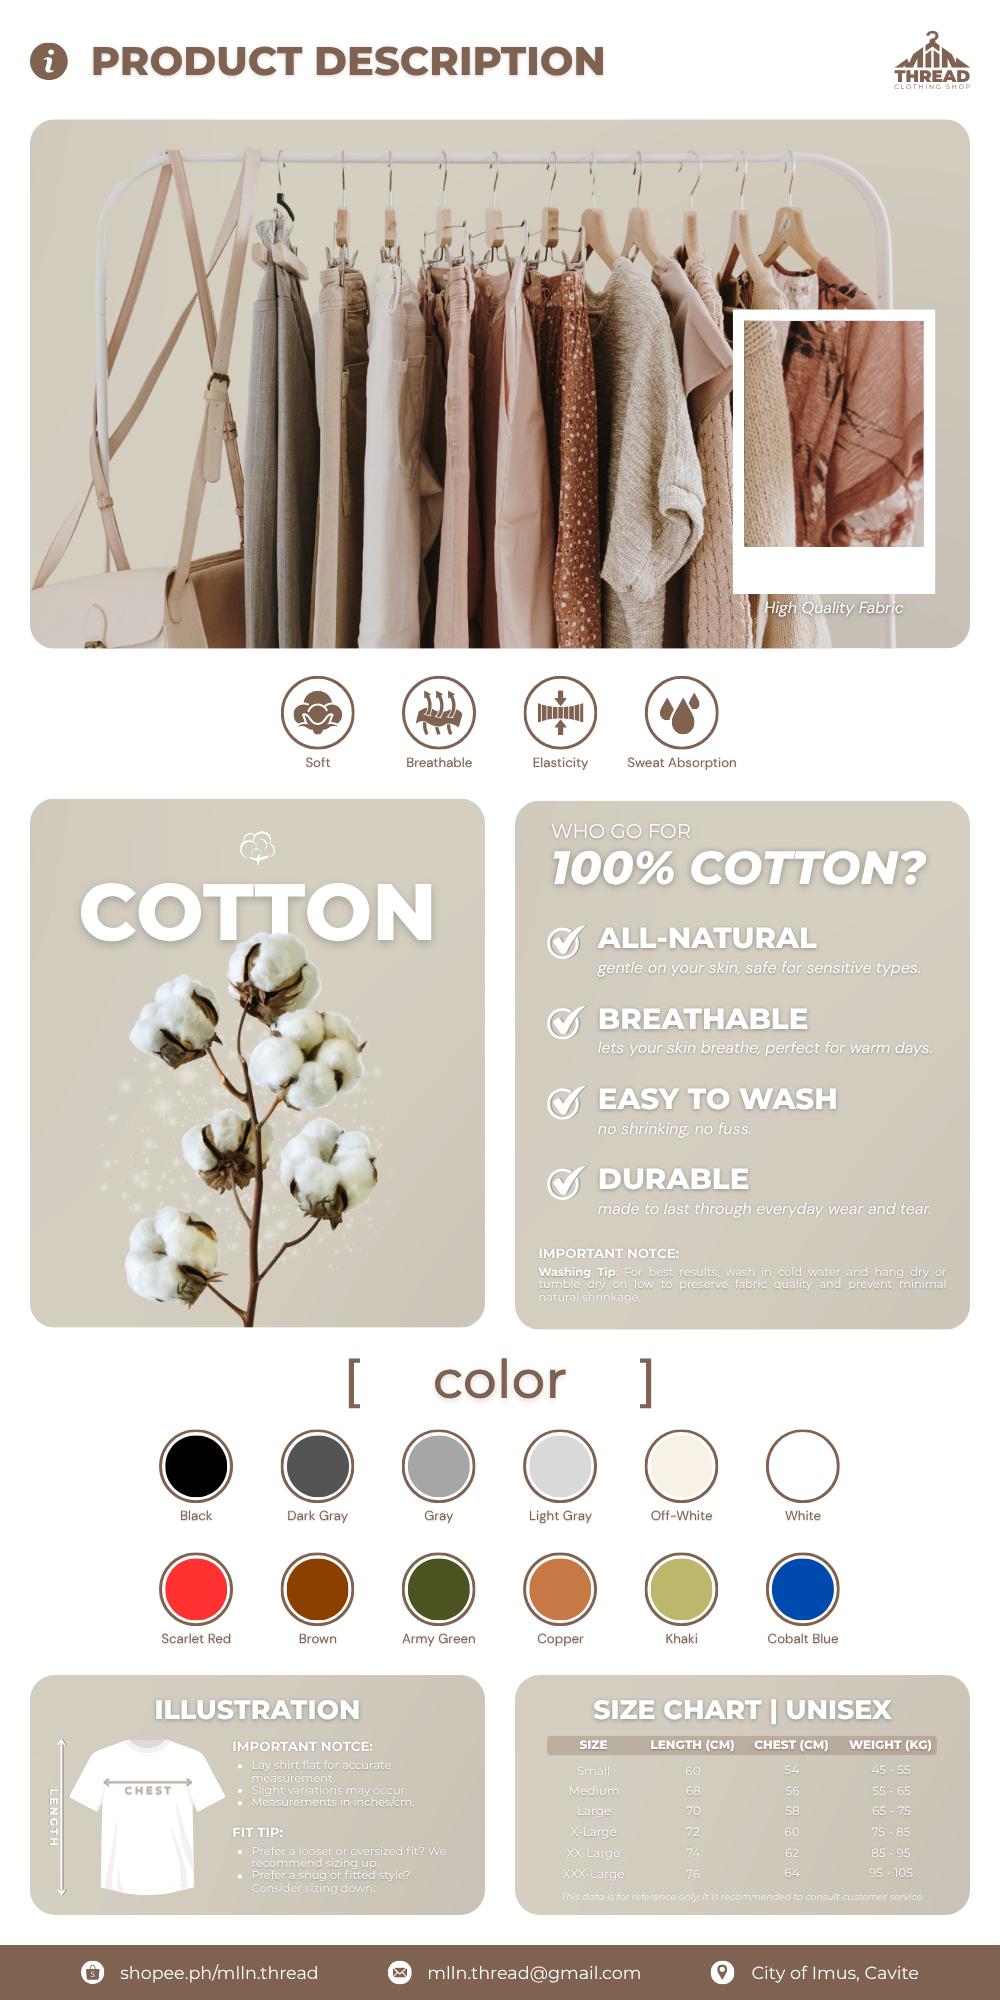 PRODUCT DESCRIPTION
THREAD
CLOTHING SHOP
High Quality Fabric
Soft
Breathable
Elasticity
Sweat Absorption
COTTON
WHO GO FOR
100% COTTON?
ALL-NATURAL
gentle on your skin, safe for sensitive types.
BREATHABLE
lets your skin breathe, perfect for warm days.
EASY TO WASH
no shrinking, no fuss.
DURABLE
made to last through everyday wear and tear.
IMPORTANT NOTCE:
Washing Tip: For best results, wash in cold water and hang dry or
tumble dry on low to preserve fabric quality and prevent minimal
natural shrinkage.
[ color ]
Black
Dark Gray
Gray
Light Gray
Off-White
White
Scarlet Red
Brown
Army Green
Copper
Khaki
Cobalt Blue
ILLUSTRATION
LENGTH
CHEST
IMPORTANT NOTCE:
• Lay shirt flat for accurate
measurement.
• Slight variations may occur.
• Measurements in inches/cm.
FIT TIP:
• Prefer a looser or oversized fit? We
recommend sizing up.
• Prefer a snug or fitted style?
Consider sizing down.
SIZE CHART | UNISEX
SIZE LENGTH (CM) CHEST (CM) WEIGHT (KG)
Small 60 54 45 - 55
Medium 68 56 55 - 65
Large 70 58 65 - 75
X-Large 72 60 75 - 85
XX-Large 74 62 85 - 95
XXX-Large 76 64 95 - 105
This data is for reference only, it is recommended to consult customer service.
shopee.ph/mlln.thread
mlln.thread@gmail.com
City of Imus, Cavite